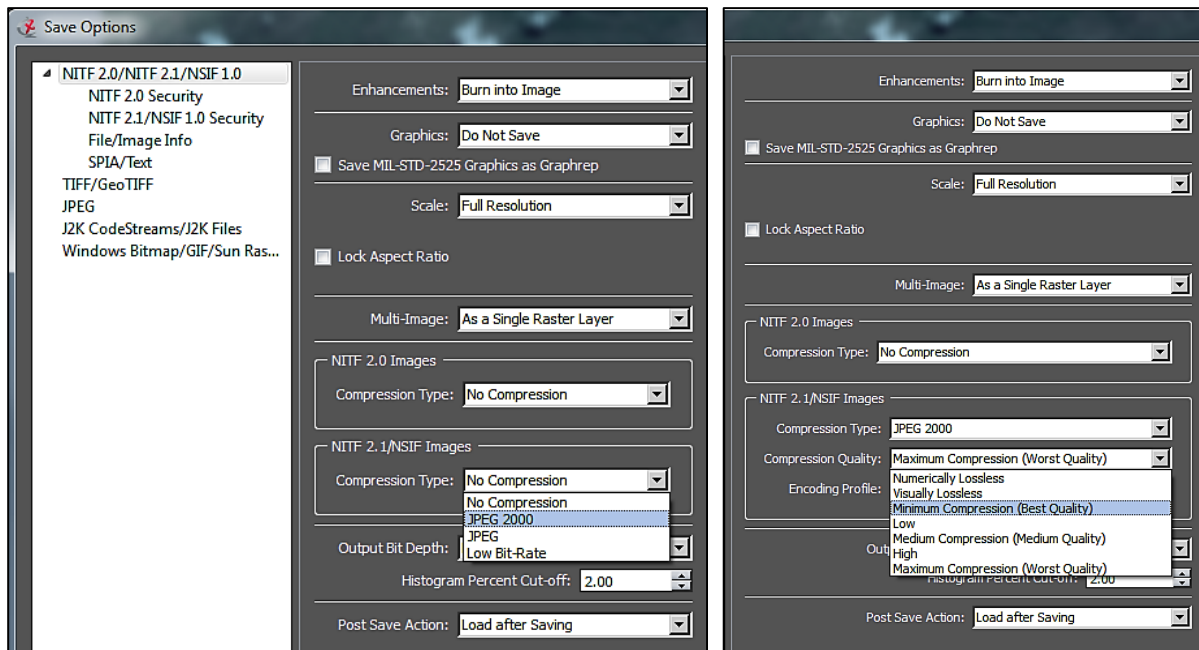 Save Options
NITF 2.0/NITF 2.1/NSIF 1.0
NITF 2.0 Security
NITF 2.1/NSIF 1.0 Security
File/Image Info
SPIA/Text
TIFF/GeoTIFF
JPEG
J2K CodeStreams/J2K Files
Windows Bitmap/GIF/Sun Ras...
Enhancements: Burn into Image
Graphics: Do Not Save
Save MIL-STD-2525 Graphics as Graphrep
Scale: Full Resolution
Lock Aspect Ratio
Multi-Image: As a Single Raster Layer
NITF 2.0 Images
Compression Type: No Compression
NITF 2.1/NSIF Images
Compression Type: No Compression
No Compression
JPEG 2000
JPEG
Low Bit-Rate
Output Bit Depth:
Histogram Percent Cut-off: 2.00
Post Save Action: Load after Saving
Enhancements: Burn into Image
Graphics: Do Not Save
Save MIL-STD-2525 Graphics as Graphrep
Scale: Full Resolution
Lock Aspect Ratio
Multi-Image: As a Single Raster Layer
NITF 2.0 Images
Compression Type: No Compression
NITF 2.1/NSIF Images
Compression Type: JPEG 2000
Compression Quality: Maximum Compression (Worst Quality)
Encoding Profile:
Numerically Lossless
Visually Lossless
Minimum Compression (Best Quality)
Low
Medium Compression (Medium Quality)
High
Maximum Compression (Worst Quality)
Out
Histogram Percent Cut-off: 2.00
Post Save Action: Load after Saving